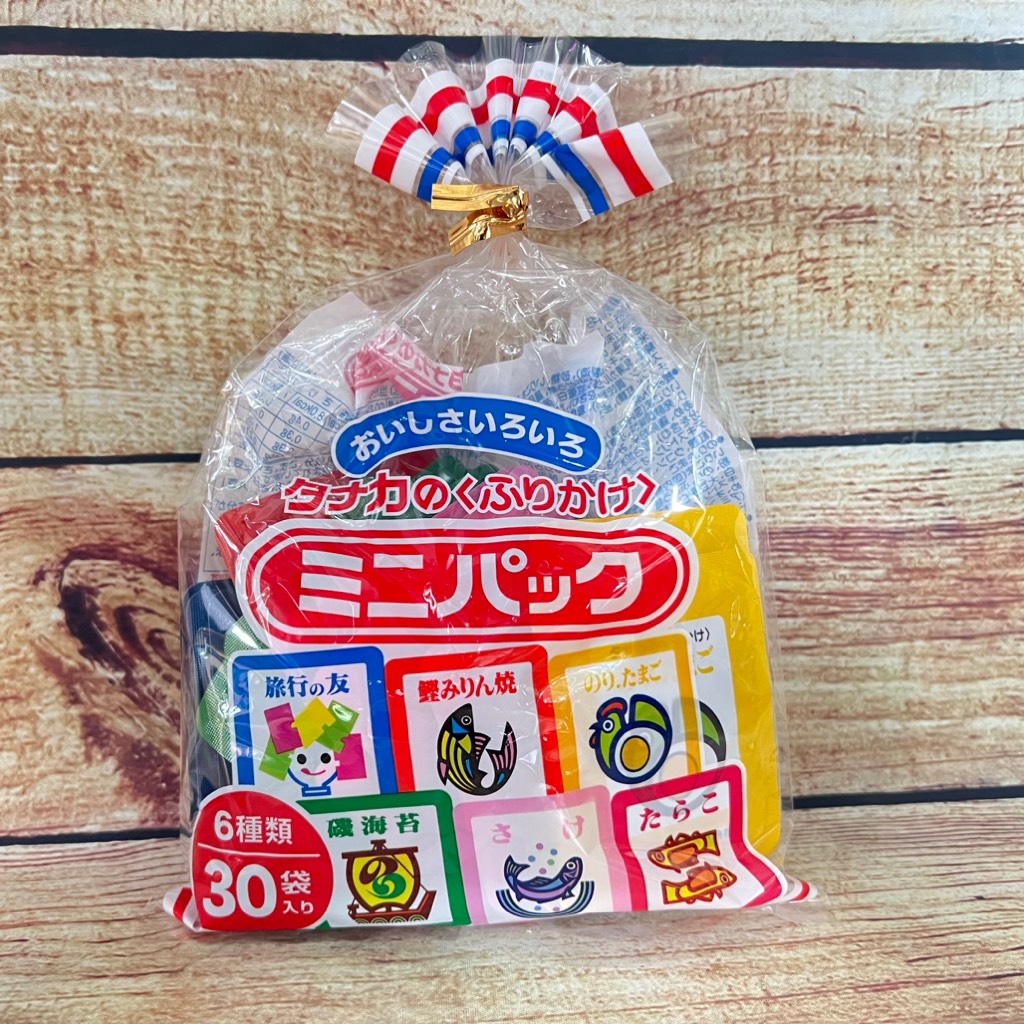 おいしさいろいろ
タナカの〈ふりかけ〉
ミニパック
旅行の友
鰹みりん焼
のり.たまご
磯海苔
のり
さけ
たらこ
6種類
30袋入り